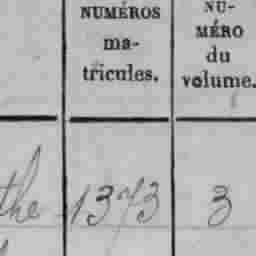 NUMÉROS
ma-
tricules.
NU-
MÉRO
du
volume.
the 1373 3